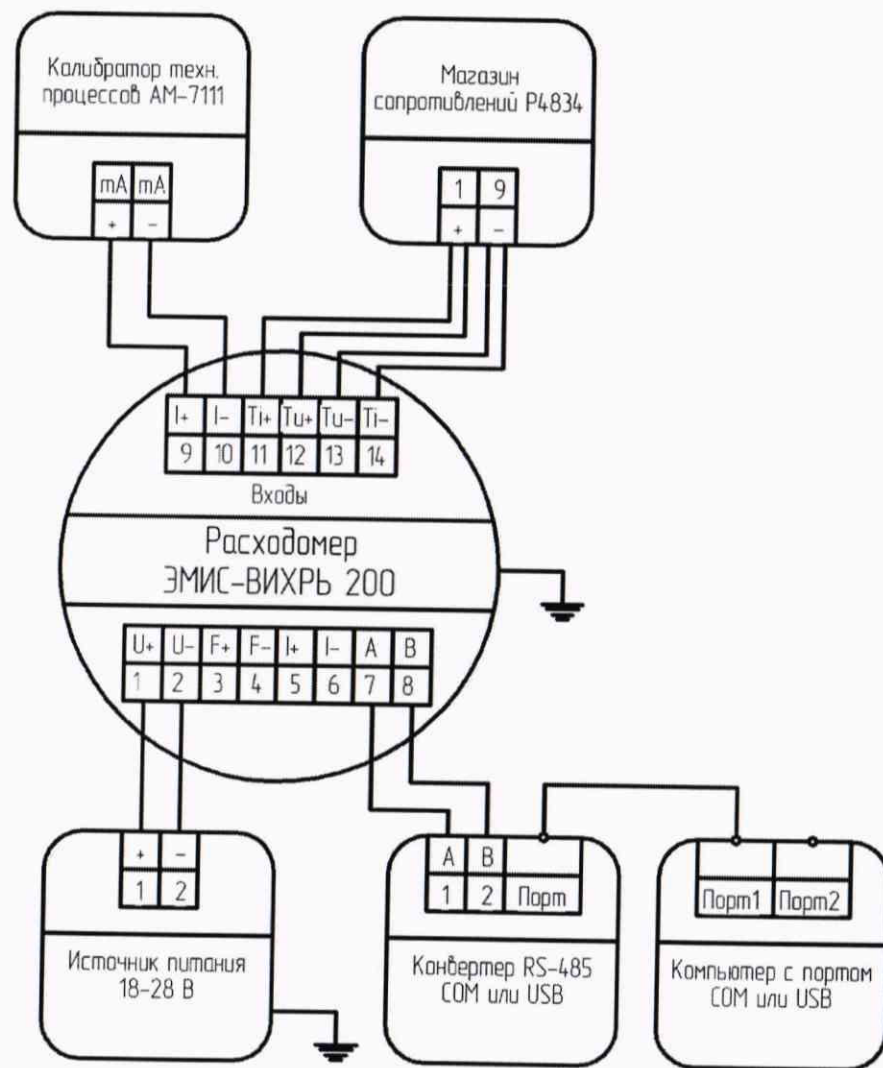 Калибратор техн.
процессов АМ-7111
mA mA
+ -
Магазин
сопротивлений Р4834
1 9
+ -
I+ I- Ti+ Tu+ Tu- Ti-
9 10 11 12 13 14
Входы
Расходомер
ЭМИС-ВИХРЬ 200
U+ U- F+ F- I+ I- A B
1 2 3 4 5 6 7 8
+ -
1 2
Источник питания
18-28 В
A B
1 2 Порт
Конвертер RS-485
COM или USB
Порт1 Порт2
Компьютер с портом
COM или USB